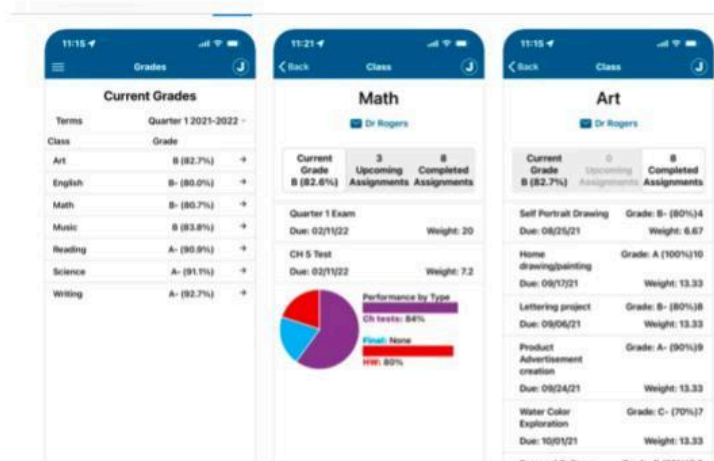 11:15
Grades
J
Current Grades
Terms Quarter 1 2021-2022
Class Grade
Art B (82.7%)
English B- (80.0%)
Math B- (80.7%)
Music B (83.8%)
Reading A- (90.9%)
Science A- (91.1%)
Writing A- (92.7%)
11:21
Back Class J
Math
Dr Rogers
Current Grade B (82.6%)
3 Upcoming Assignments
8 Completed Assignments
Quarter 1 Exam
Due: 02/11/22 Weight: 20
CH 5 Test
Due: 02/11/22 Weight: 7.2
Performance by Type
Ch tests: 84%
Final: None
HW: 80%
11:15
Back Class J
Art
Dr Rogers
Current Grade B (82.7%)
0 Upcoming Assignments
8 Completed Assignments
Self Portrait Drawing Grade: B- (80%)4
Due: 08/25/21 Weight: 6.67
Home Grade: A (100%)10
drawing/painting
Due: 09/17/21 Weight: 13.33
Lettering project Grade: B- (80%)8
Due: 09/06/21 Weight: 13.33
Product Grade: A- (90%)9
Advertisement
creation
Due: 09/24/21 Weight: 13.33
Water Color Grade: C- (70%)7
Exploration
Due: 10/01/21 Weight: 13.33